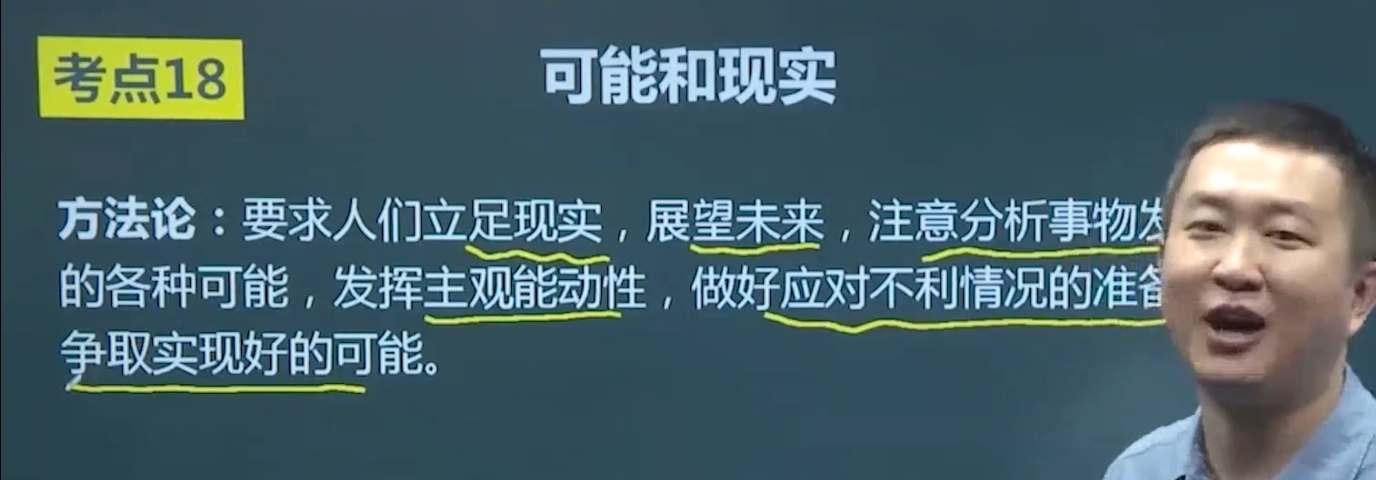 考点18
可能和现实
方法论：要求人们立足现实，展望未来，注意分析事物发
的各种可能，发挥主观能动性，做好应对不利情况的准备
争取实现好的可能。